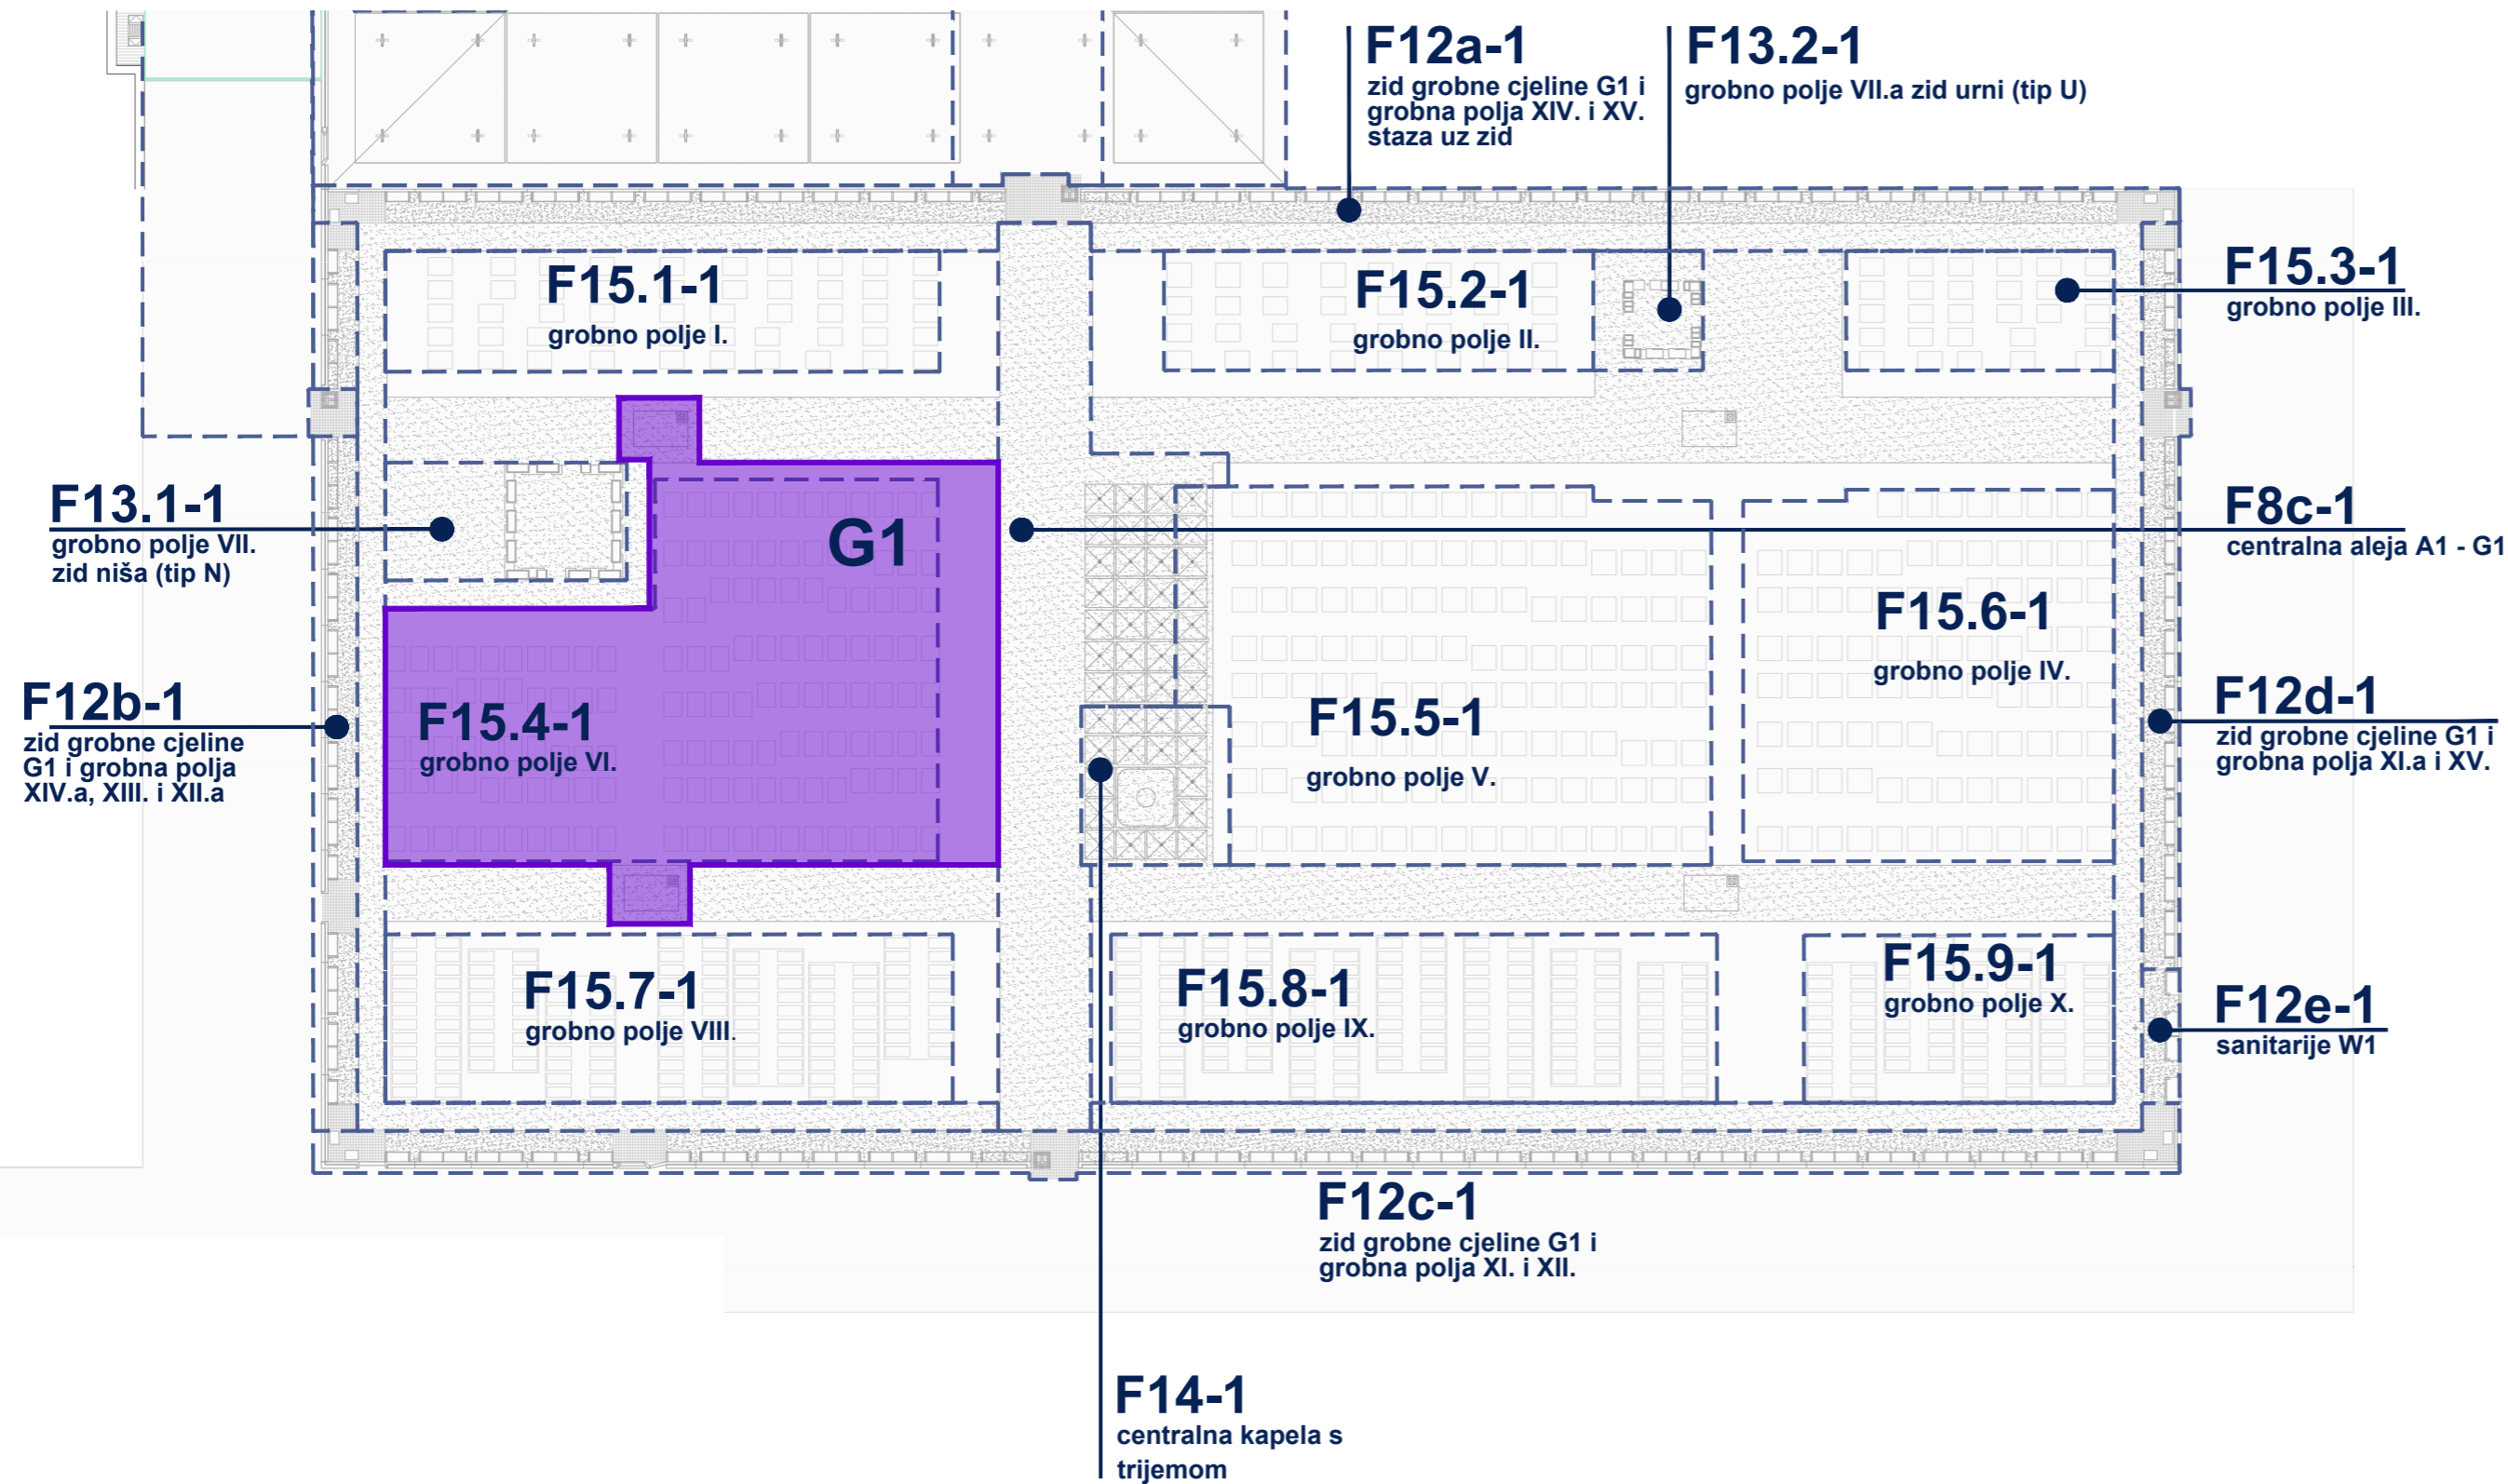 F12a-1
zid grobne cjeline G1 i
grobna polja XIV. i XV.
staza uz zid
F13.2-1
grobno polje VII.a zid urni (tip U)
F15.1-1
grobno polje I.
F15.2-1
grobno polje II.
F15.3-1
grobno polje III.
F13.1-1
grobno polje VII.
zid niša (tip N)
G1
F8c-1
centralna aleja A1 - G1
F15.6-1
grobno polje IV.
F12b-1
zid grobne cjeline
G1 i grobna polja
XIV.a, XIII. i XII.a
F15.4-1
grobno polje VI.
F15.5-1
grobno polje V.
F12d-1
zid grobne cjeline G1 i
grobna polja XI.a i XV.
F15.7-1
grobno polje VIII.
F15.8-1
grobno polje IX.
F15.9-1
grobno polje X.
F12e-1
sanitarije W1
F12c-1
zid grobne cjeline G1 i
grobna polja XI. i XII.
F14-1
centralna kapela s
trijemom